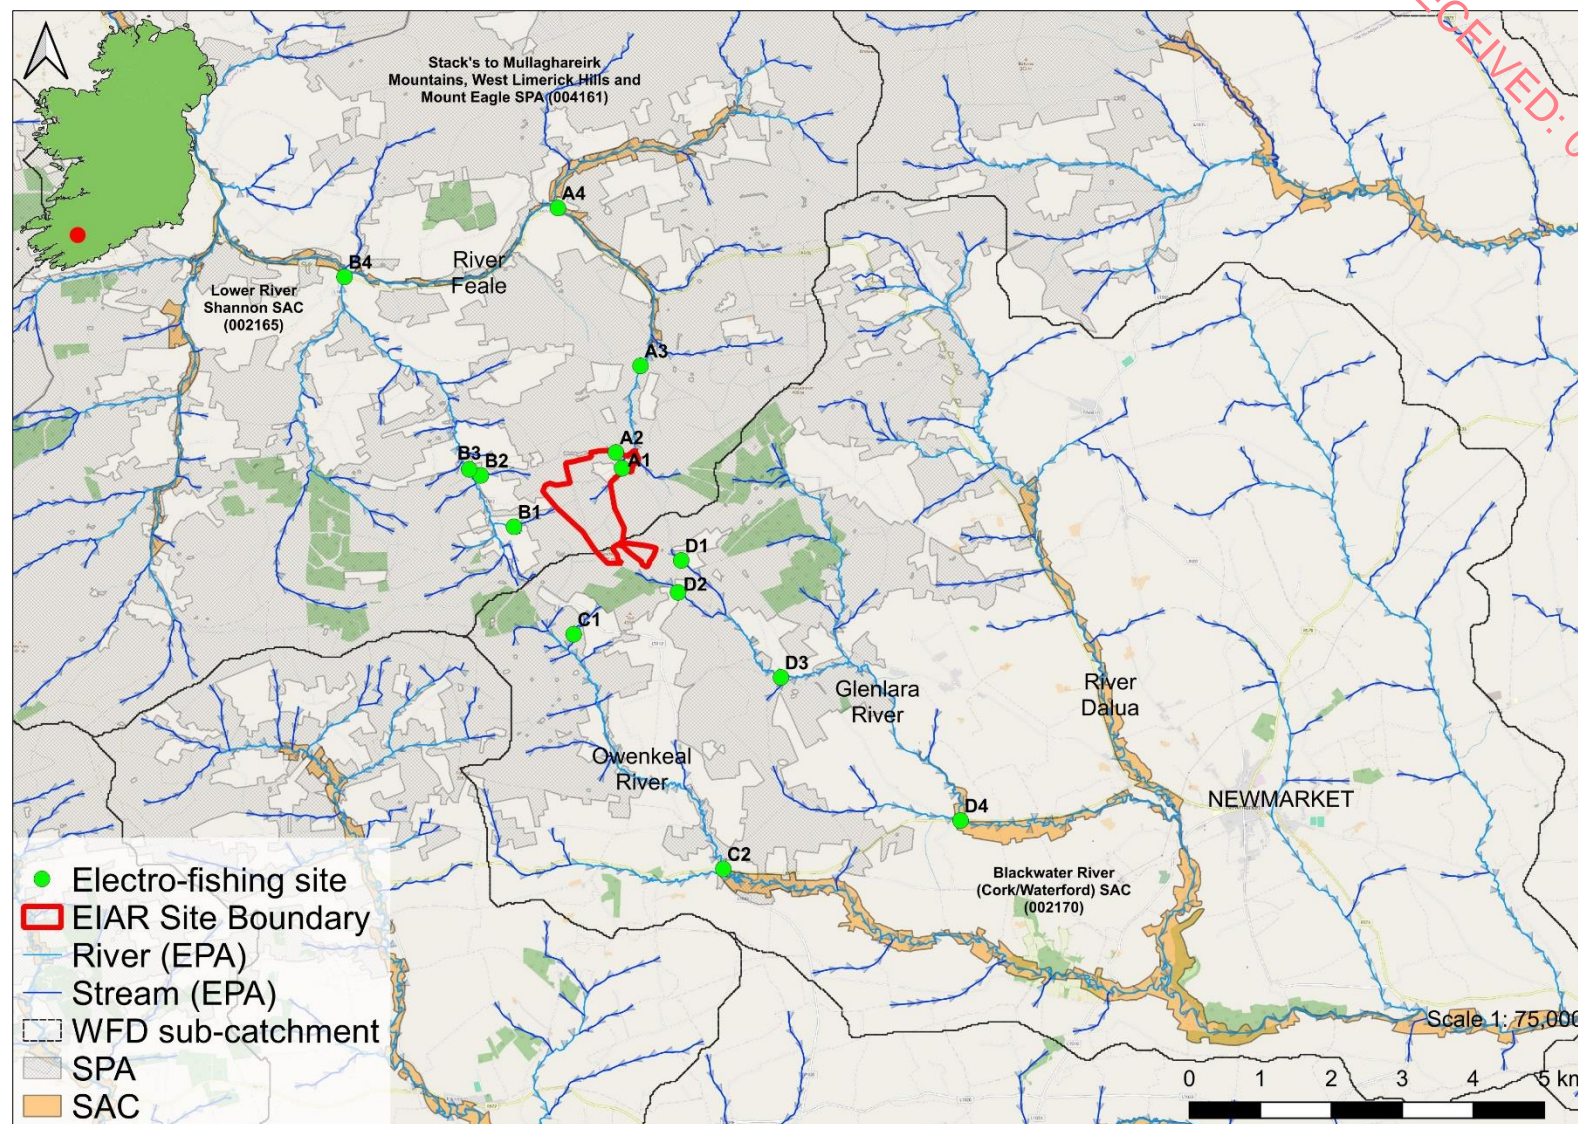 RECEIVED: 0
Stack's to Mullaghareirk
Mountains, West Limerick Hills and
Mount Eagle SPA (004161)
A4
B4
River
Feale
Lower River
Shannon SAC
(002165)
A3
A2
A1
B3
B2
B1
D1
D2
C1
D3
Glenlara
River
River
Dalua
Owenkeal
River
D4
NEWMARKET
C2
Blackwater River
(Cork/Waterford) SAC
(002170)
Electro-fishing site
EIAR Site Boundary
River (EPA)
Stream (EPA)
WFD sub-catchment
SPA
SAC
Scale 1: 75,000
0 1 2 3 4 5 km